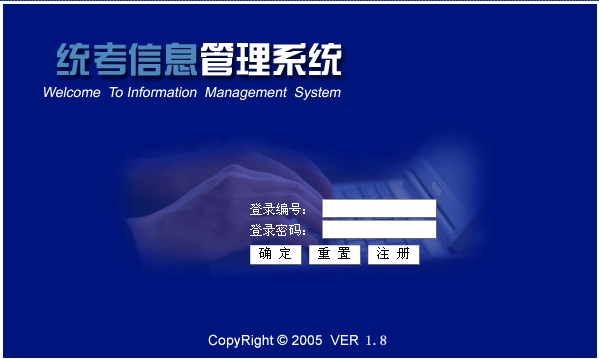 统考信息管理系统
Welcome To Information Management System
登录编号：
登录密码：
确 定 重 置 注 册
CopyRight © 2005 VER 1.8